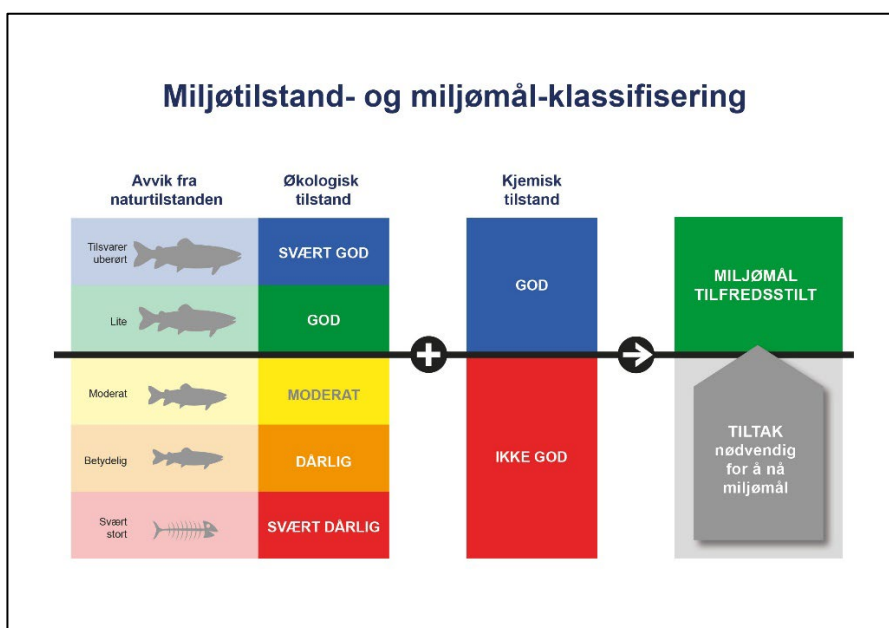 Miljøtilstand- og miljømål-klassifisering
Avvik fra
naturtilstanden
Økologisk
tilstand
Kjemisk
tilstand
Tilsvarer
uberørt
SVÆRT GOD
Lite
GOD
Moderat
MODERAT
Betydelig
DÅRLIG
Svært
stort
SVÆRT DÅRLIG
GOD
IKKE GOD
MILJØMÅL
TILFREDSSTILT
TILTAK
nødvendig
for å nå
miljømål